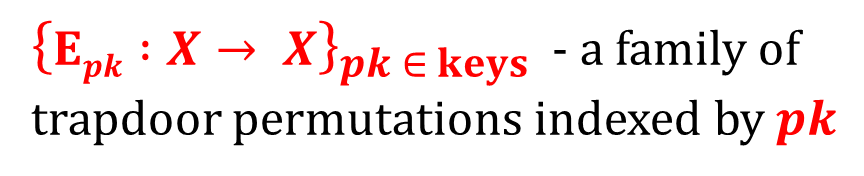 {E_pk : X → X}_pk ∈ keys - a family of
trapdoor permutations indexed by pk